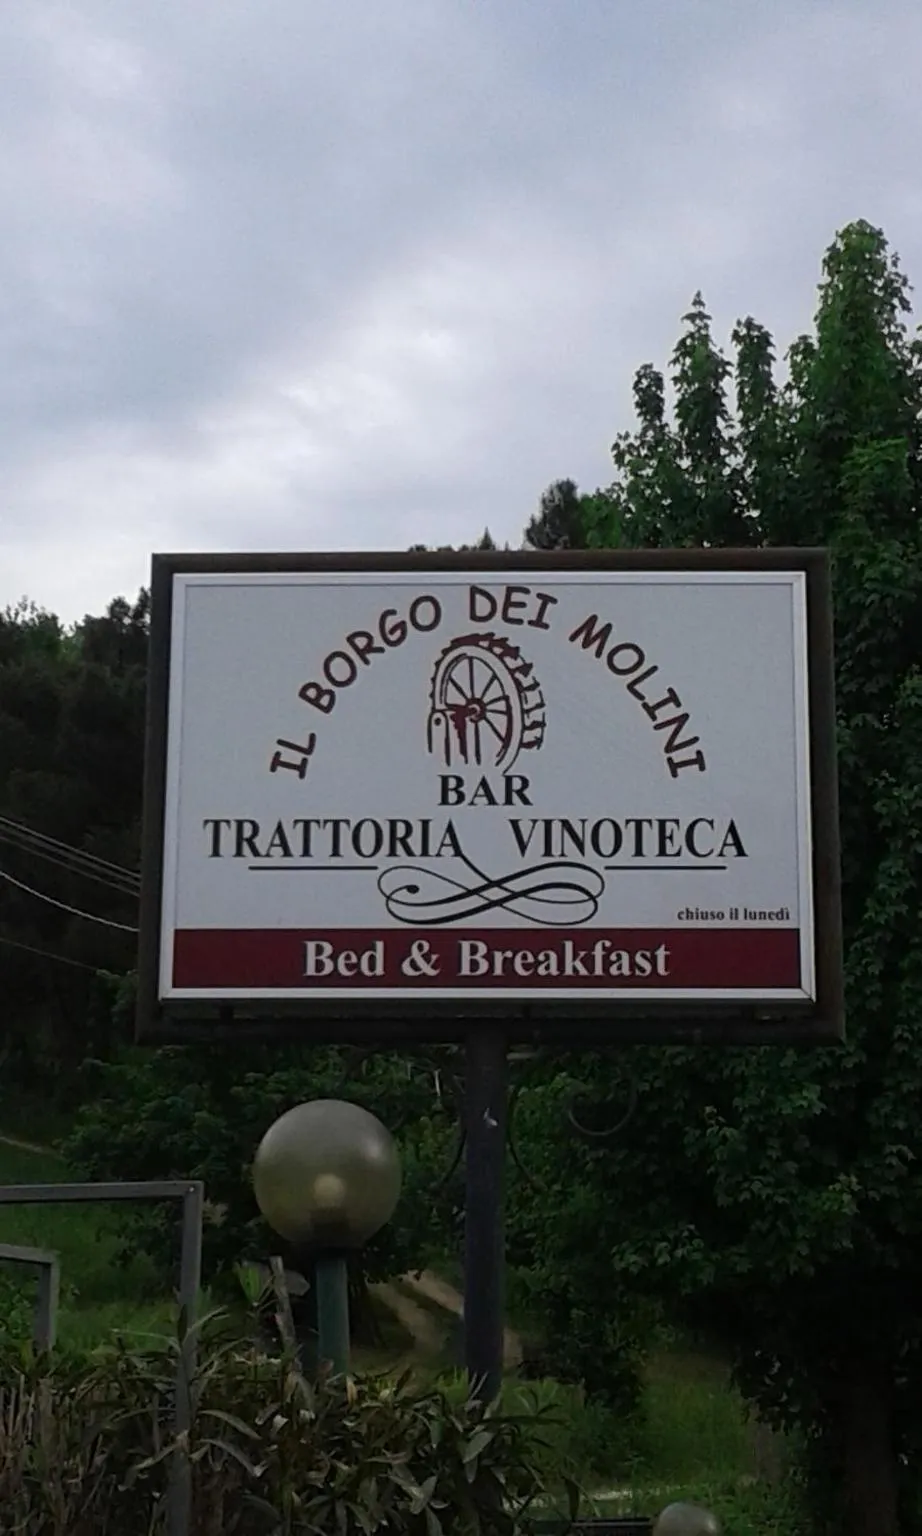 IL BORGO DEI MOLINI
BAR
TRATTORIA VINOTECA
chiuso il lunedì
Bed & Breakfast